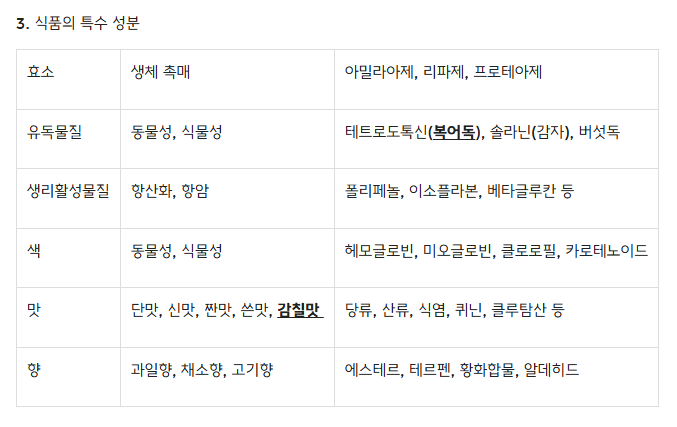 3. 식품의 특수 성분
효소 생체 촉매 아밀라아제, 리파제, 프로테아제
유독물질 동물성, 식물성 테트로도톡신(복어독), 솔라닌(감자), 버섯독
생리활성물질 항산화, 항암 폴리페놀, 이소플라본, 베타글루칸 등
색 동물성, 식물성 헤모글로빈, 미오글로빈, 클로로필, 카로테노이드
맛 단맛, 신맛, 짠맛, 쓴맛, 감칠맛 당류, 산류, 식염, 퀴닌, 클루탐산 등
향 과일향, 채소향, 고기향 에스테르, 테르펜, 황화합물, 알데히드